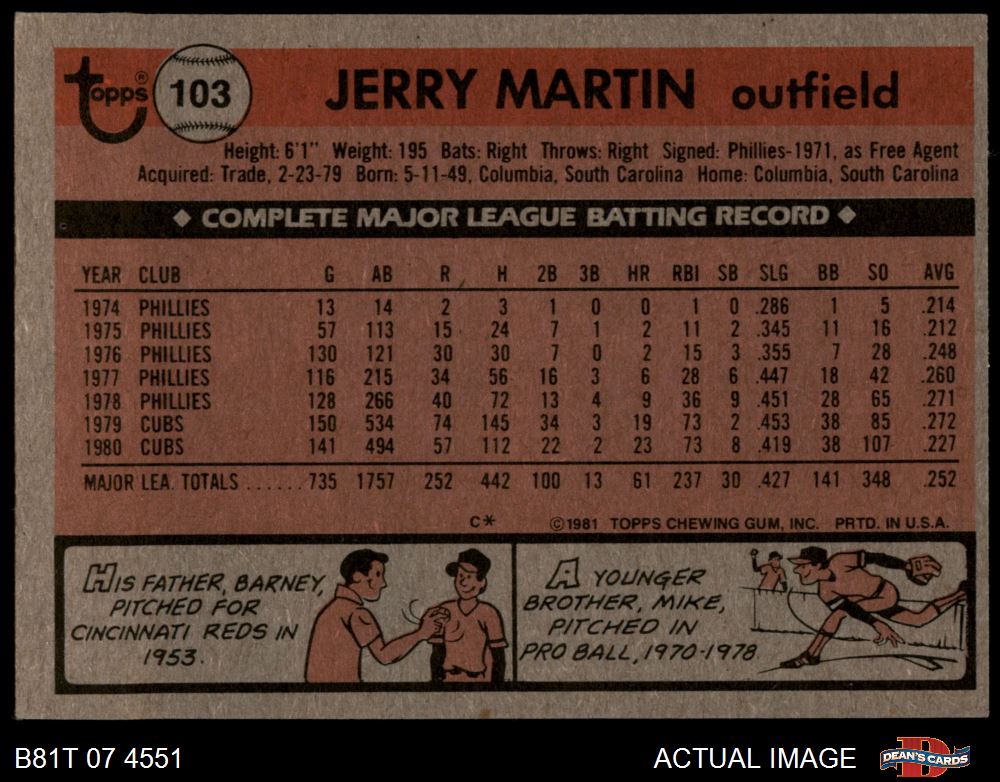 topps® 103 JERRY MARTIN outfield
Height: 6'1" Weight: 195 Bats: Right Throws: Right Signed: Phillies-1971, as Free Agent
Acquired: Trade, 2-23-79 Born: 5-11-49, Columbia, South Carolina Home: Columbia, South Carolina
◆ COMPLETE MAJOR LEAGUE BATTING RECORD ◆
YEAR CLUB G AB R H 2B 3B HR RBI SB SLG BB SO AVG
1974 PHILLIES 13 14 2 3 1 0 0 1 0 .286 1 5 .214
1975 PHILLIES 57 113 15 24 7 1 2 11 2 .345 11 16 .212
1976 PHILLIES 130 121 30 30 7 0 2 15 3 .355 7 28 .248
1977 PHILLIES 116 215 34 56 16 3 6 28 6 .447 18 42 .260
1978 PHILLIES 128 266 40 72 13 4 9 36 9 .451 28 65 .271
1979 CUBS 150 534 74 145 34 3 19 73 2 .453 38 85 .272
1980 CUBS 141 494 57 112 22 2 23 73 8 .419 38 107 .227
MAJOR LEA. TOTALS ...... 735 1757 252 442 100 13 61 237 30 .427 141 348 .252
C* ©1981 TOPPS CHEWING GUM, INC. PRTD. IN U.S.A.
HIS FATHER, BARNEY,
PITCHED FOR
CINCINNATI REDS IN
1953.
A YOUNGER
BROTHER, MIKE,
PITCHED IN
PRO BALL, 1970-1978
B81T 07 4551 ACTUAL IMAGE DEAN'S CARDS